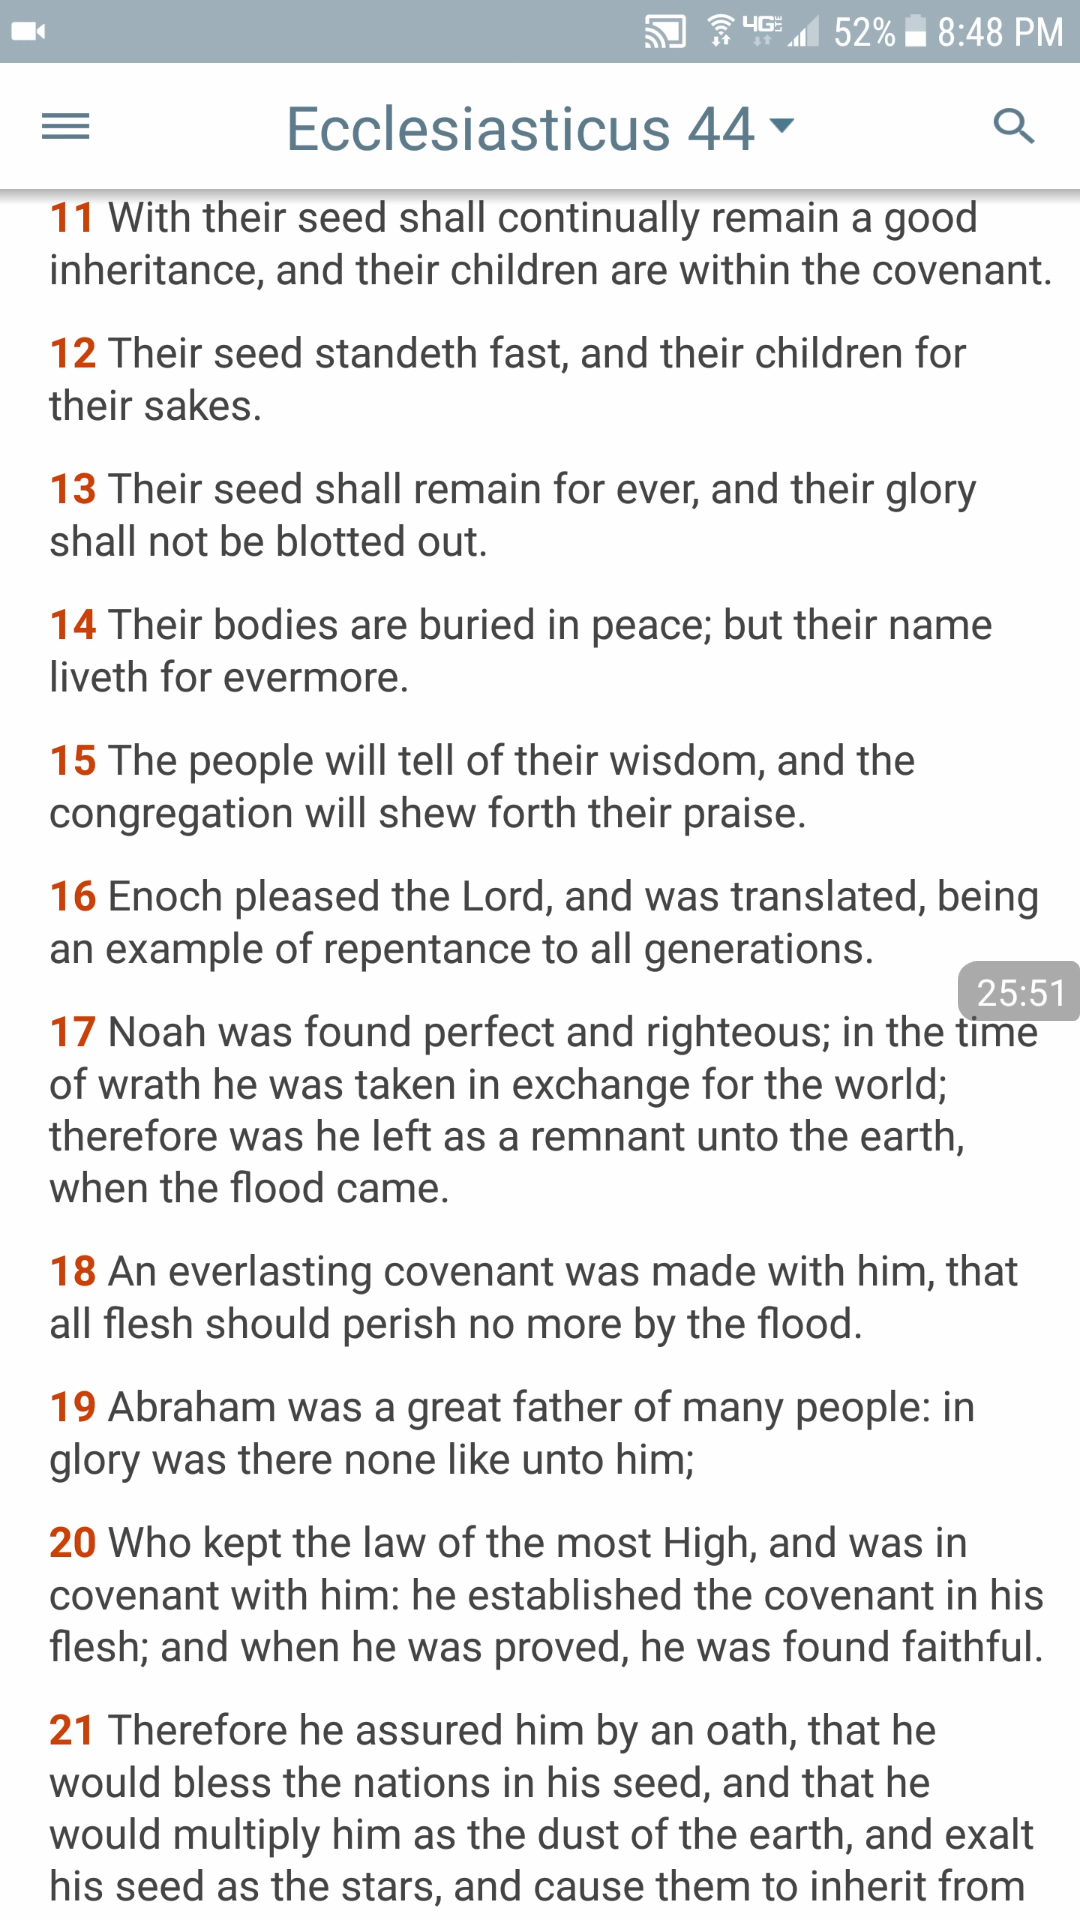 4G LTE 52% 8:48 PM
Ecclesiasticus 44
11 With their seed shall continually remain a good
inheritance, and their children are within the covenant.
12 Their seed standeth fast, and their children for
their sakes.
13 Their seed shall remain for ever, and their glory
shall not be blotted out.
14 Their bodies are buried in peace; but their name
liveth for evermore.
15 The people will tell of their wisdom, and the
congregation will shew forth their praise.
16 Enoch pleased the Lord, and was translated, being
an example of repentance to all generations.
25:51
17 Noah was found perfect and righteous; in the time
of wrath he was taken in exchange for the world;
therefore was he left as a remnant unto the earth,
when the flood came.
18 An everlasting covenant was made with him, that
all flesh should perish no more by the flood.
19 Abraham was a great father of many people: in
glory was there none like unto him;
20 Who kept the law of the most High, and was in
covenant with him: he established the covenant in his
flesh; and when he was proved, he was found faithful.
21 Therefore he assured him by an oath, that he
would bless the nations in his seed, and that he
would multiply him as the dust of the earth, and exalt
his seed as the stars, and cause them to inherit from